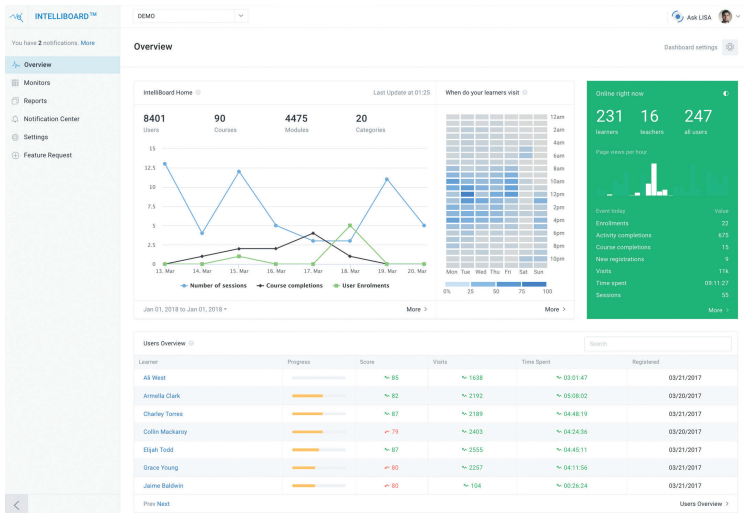 INTELLIBOARD™
DEMO
Ask LISA
You have 2 notifications. More
Overview
Monitors
Reports
Notification Center
Settings
Feature Request
Overview
Dashboard settings
IntelliBoard Home
Last Update at 01:25
8401
90
4475
20
Users
Courses
Modules
Categories
15
12.5
10
7.5
5
2.5
0
13. Mar 14. Mar 15. Mar 16. Mar 17. Mar 18. Mar 19. Mar 20. Mar
Number of sessions Course completions User Enrolments
Jan 01, 2018 to Jan 01, 2018
More >
When do your learners visit
12am
2am
4am
6am
8am
10am
12pm
2pm
4pm
6pm
8pm
10pm
Mon Tue Wed Thu Fri Sat Sun
0% 25 50 75 100
More >
Online right now
231 16 247
learners teachers all users
Page views per hour
Event today Value
Enrollments 22
Activity completions 675
Course completions 15
New registrations 9
Visits 11k
Time spent 09:11:27
Sessions 55
More >
Users Overview
Search
Learner Progress Score Visits Time Spent Registered
Ali West 85 1638 03:01:47 03/21/2017
Armella Clark 82 2192 05:08:02 03/20/2017
Charley Torres 87 2189 04:48:19 03/21/2017
Collin Mackaroy 79 2403 04:24:36 03/20/2017
Elijah Todd 87 2555 04:45:11 03/21/2017
Grace Young 80 2257 04:11:56 03/21/2017
Jaime Baldwin 80 104 00:26:24 03/21/2017
Prev Next
Users Overview >